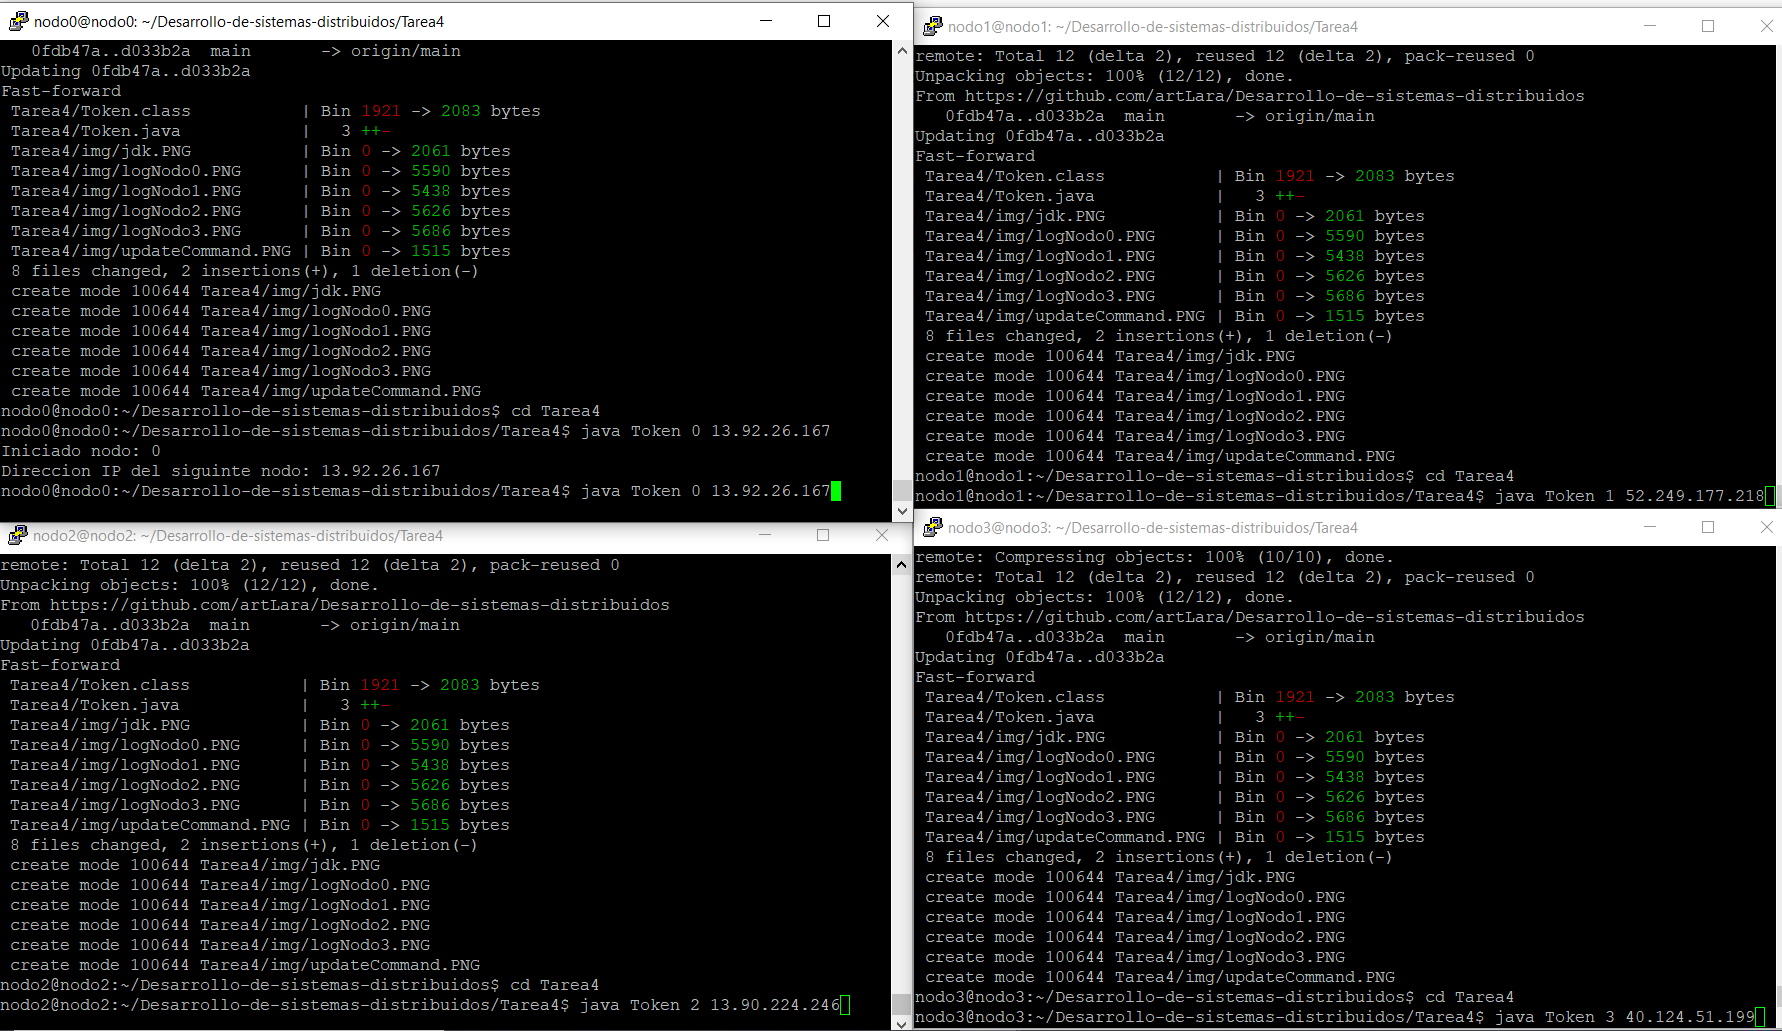 nodo0@nodo0: ~/Desarrollo-de-sistemas-distribuidos/Tarea4
   0fdb47a..d033b2a  main       -> origin/main
Updating 0fdb47a..d033b2a
Fast-forward
 Tarea4/Token.class           | Bin 1921 -> 2083 bytes
 Tarea4/Token.java            |   3 ++-
 Tarea4/img/jdk.PNG           | Bin 0 -> 2061 bytes
 Tarea4/img/logNodo0.PNG      | Bin 0 -> 5590 bytes
 Tarea4/img/logNodo1.PNG      | Bin 0 -> 5438 bytes
 Tarea4/img/logNodo2.PNG      | Bin 0 -> 5626 bytes
 Tarea4/img/logNodo3.PNG      | Bin 0 -> 5686 bytes
 Tarea4/img/updateCommand.PNG | Bin 0 -> 1515 bytes
 8 files changed, 2 insertions(+), 1 deletion(-)
 create mode 100644 Tarea4/img/jdk.PNG
 create mode 100644 Tarea4/img/logNodo0.PNG
 create mode 100644 Tarea4/img/logNodo1.PNG
 create mode 100644 Tarea4/img/logNodo2.PNG
 create mode 100644 Tarea4/img/logNodo3.PNG
 create mode 100644 Tarea4/img/updateCommand.PNG
nodo0@nodo0:~/Desarrollo-de-sistemas-distribuidos$ cd Tarea4
nodo0@nodo0:~/Desarrollo-de-sistemas-distribuidos/Tarea4$ java Token 0 13.92.26.167
Iniciado nodo: 0
Direccion IP del siguinte nodo: 13.92.26.167
nodo0@nodo0:~/Desarrollo-de-sistemas-distribuidos/Tarea4$ java Token 0 13.92.26.167
nodo1@nodo1: ~/Desarrollo-de-sistemas-distribuidos/Tarea4
remote: Total 12 (delta 2), reused 12 (delta 2), pack-reused 0
Unpacking objects: 100% (12/12), done.
From https://github.com/artLara/Desarrollo-de-sistemas-distribuidos
   0fdb47a..d033b2a  main       -> origin/main
Updating 0fdb47a..d033b2a
Fast-forward
 Tarea4/Token.class           | Bin 1921 -> 2083 bytes
 Tarea4/Token.java            |   3 ++-
 Tarea4/img/jdk.PNG           | Bin 0 -> 2061 bytes
 Tarea4/img/logNodo0.PNG      | Bin 0 -> 5590 bytes
 Tarea4/img/logNodo1.PNG      | Bin 0 -> 5438 bytes
 Tarea4/img/logNodo2.PNG      | Bin 0 -> 5626 bytes
 Tarea4/img/logNodo3.PNG      | Bin 0 -> 5686 bytes
 Tarea4/img/updateCommand.PNG | Bin 0 -> 1515 bytes
 8 files changed, 2 insertions(+), 1 deletion(-)
 create mode 100644 Tarea4/img/jdk.PNG
 create mode 100644 Tarea4/img/logNodo0.PNG
 create mode 100644 Tarea4/img/logNodo1.PNG
 create mode 100644 Tarea4/img/logNodo2.PNG
 create mode 100644 Tarea4/img/logNodo3.PNG
 create mode 100644 Tarea4/img/updateCommand.PNG
nodo1@nodo1:~/Desarrollo-de-sistemas-distribuidos$ cd Tarea4
nodo1@nodo1:~/Desarrollo-de-sistemas-distribuidos/Tarea4$ java Token 1 52.249.177.218
nodo2@nodo2: ~/Desarrollo-de-sistemas-distribuidos/Tarea4
remote: Total 12 (delta 2), reused 12 (delta 2), pack-reused 0
Unpacking objects: 100% (12/12), done.
From https://github.com/artLara/Desarrollo-de-sistemas-distribuidos
   0fdb47a..d033b2a  main       -> origin/main
Updating 0fdb47a..d033b2a
Fast-forward
 Tarea4/Token.class           | Bin 1921 -> 2083 bytes
 Tarea4/Token.java            |   3 ++-
 Tarea4/img/jdk.PNG           | Bin 0 -> 2061 bytes
 Tarea4/img/logNodo0.PNG      | Bin 0 -> 5590 bytes
 Tarea4/img/logNodo1.PNG      | Bin 0 -> 5438 bytes
 Tarea4/img/logNodo2.PNG      | Bin 0 -> 5626 bytes
 Tarea4/img/logNodo3.PNG      | Bin 0 -> 5686 bytes
 Tarea4/img/updateCommand.PNG | Bin 0 -> 1515 bytes
 8 files changed, 2 insertions(+), 1 deletion(-)
 create mode 100644 Tarea4/img/jdk.PNG
 create mode 100644 Tarea4/img/logNodo0.PNG
 create mode 100644 Tarea4/img/logNodo1.PNG
 create mode 100644 Tarea4/img/logNodo2.PNG
 create mode 100644 Tarea4/img/logNodo3.PNG
 create mode 100644 Tarea4/img/updateCommand.PNG
nodo2@nodo2:~/Desarrollo-de-sistemas-distribuidos$ cd Tarea4
nodo2@nodo2:~/Desarrollo-de-sistemas-distribuidos/Tarea4$ java Token 2 13.90.224.246
nodo3@nodo3: ~/Desarrollo-de-sistemas-distribuidos/Tarea4
remote: Compressing objects: 100% (10/10), done.
remote: Total 12 (delta 2), reused 12 (delta 2), pack-reused 0
Unpacking objects: 100% (12/12), done.
From https://github.com/artLara/Desarrollo-de-sistemas-distribuidos
   0fdb47a..d033b2a  main       -> origin/main
Updating 0fdb47a..d033b2a
Fast-forward
 Tarea4/Token.class           | Bin 1921 -> 2083 bytes
 Tarea4/Token.java            |   3 ++-
 Tarea4/img/jdk.PNG           | Bin 0 -> 2061 bytes
 Tarea4/img/logNodo0.PNG      | Bin 0 -> 5590 bytes
 Tarea4/img/logNodo1.PNG      | Bin 0 -> 5438 bytes
 Tarea4/img/logNodo2.PNG      | Bin 0 -> 5626 bytes
 Tarea4/img/logNodo3.PNG      | Bin 0 -> 5686 bytes
 Tarea4/img/updateCommand.PNG | Bin 0 -> 1515 bytes
 8 files changed, 2 insertions(+), 1 deletion(-)
 create mode 100644 Tarea4/img/jdk.PNG
 create mode 100644 Tarea4/img/logNodo0.PNG
 create mode 100644 Tarea4/img/logNodo1.PNG
 create mode 100644 Tarea4/img/logNodo2.PNG
 create mode 100644 Tarea4/img/logNodo3.PNG
 create mode 100644 Tarea4/img/updateCommand.PNG
nodo3@nodo3:~/Desarrollo-de-sistemas-distribuidos$ cd Tarea4
nodo3@nodo3:~/Desarrollo-de-sistemas-distribuidos/Tarea4$ java Token 3 40.124.51.199